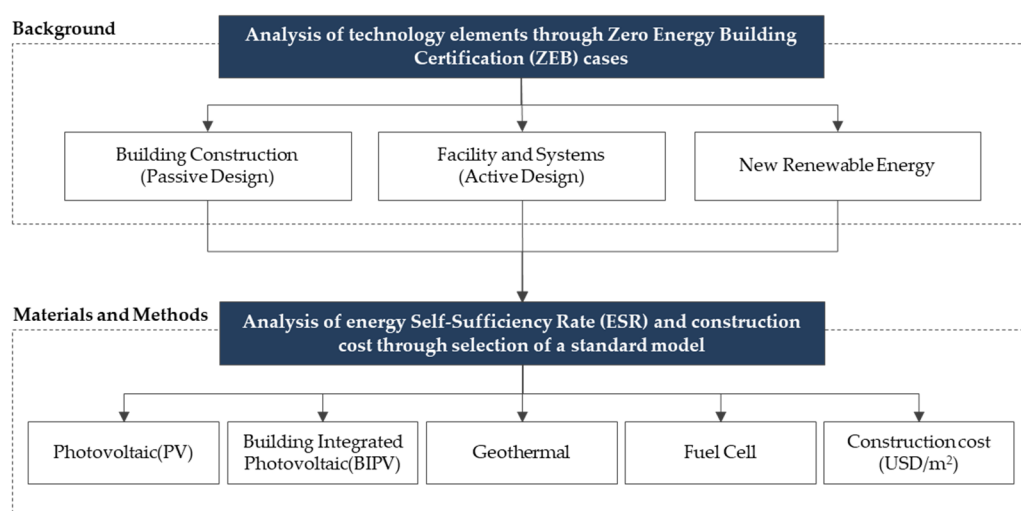 Background
Analysis of technology elements through Zero Energy Building
Certification (ZEB) cases
Building Construction
(Passive Design)
Facility and Systems
(Active Design)
New Renewable Energy
Materials and Methods
Analysis of energy Self-Sufficiency Rate (ESR) and construction
cost through selection of a standard model
Photovoltaic(PV)
Building Integrated
Photovoltaic(BIPV)
Geothermal
Fuel Cell
Construction cost
(USD/m²)